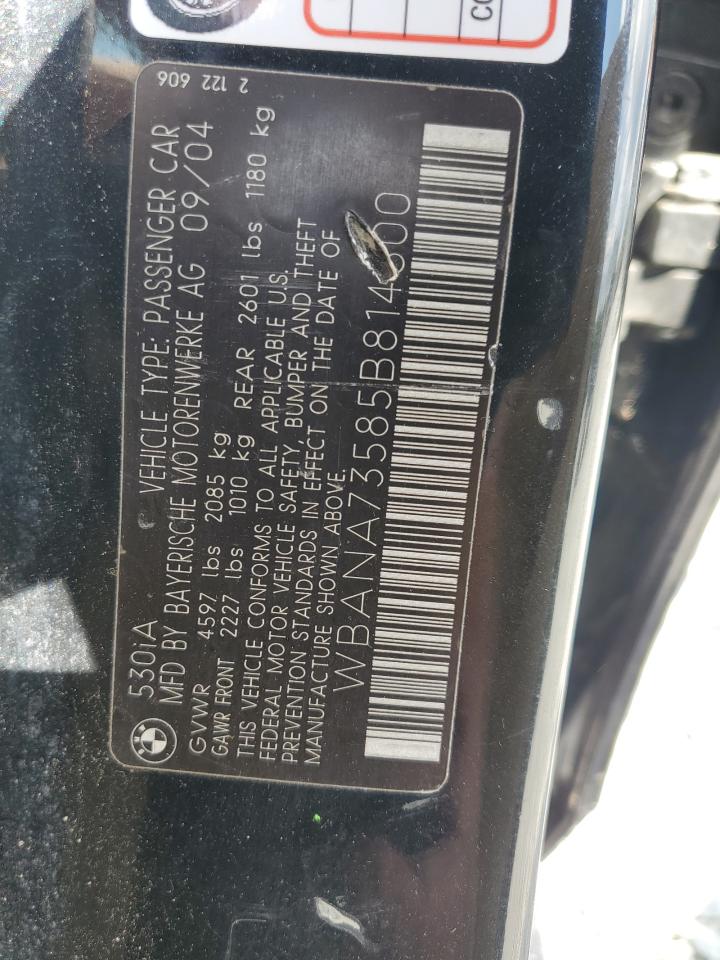 2 122 606
530iA VEHICLE TYPE: PASSENGER CAR
MFD BY BAYERISCHE MOTORENWERKE AG 09/04
GVWR 4597 lbs 2085 kg
GAWR FRONT 2227 lbs 1010 kg REAR 2601 lbs 1180 kg
THIS VEHICLE CONFORMS TO ALL APPLICABLE U.S.
FEDERAL MOTOR VEHICLE SAFETY, BUMPER AND THEFT
PREVENTION STANDARDS IN EFFECT ON THE DATE OF
MANUFACTURE SHOWN ABOVE.
WBANA73585B814800